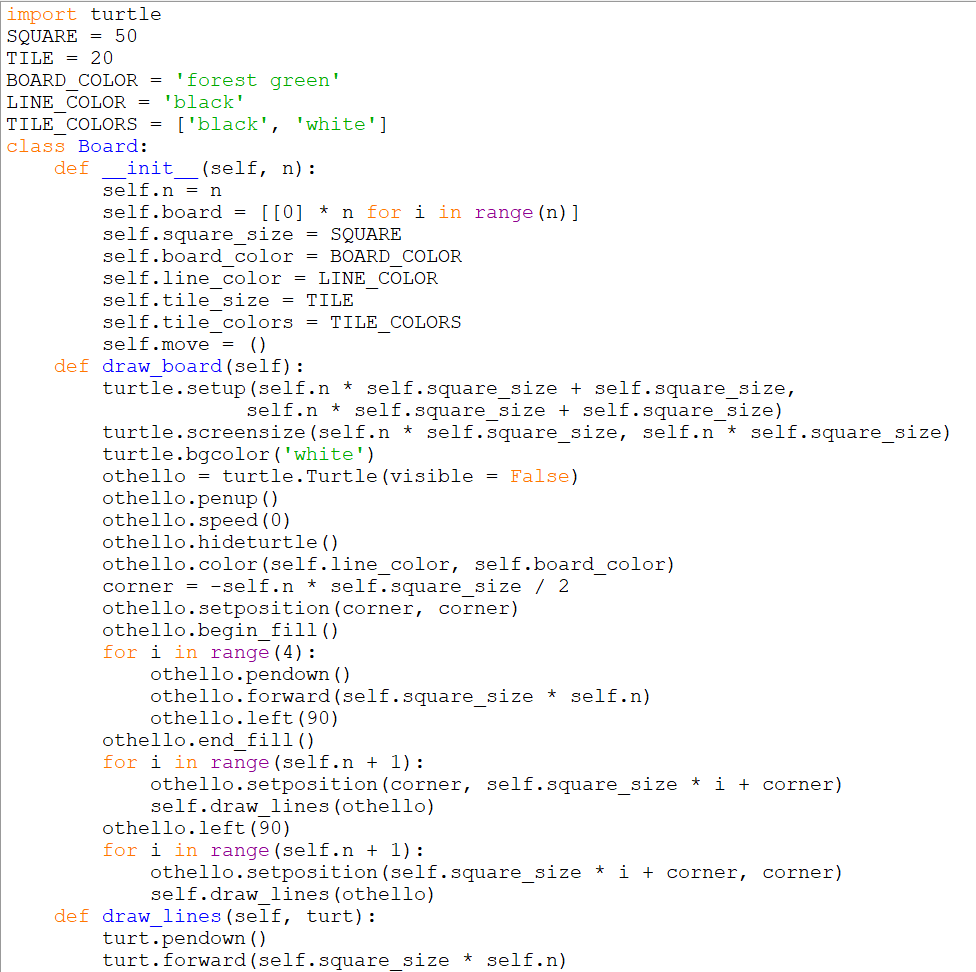 import turtle
SQUARE = 50
TILE = 20
BOARD_COLOR = 'forest green'
LINE_COLOR = 'black'
TILE_COLORS = ['black', 'white']
class Board:
    def __init__(self, n):
        self.n = n
        self.board = [[0] * n for i in range(n)]
        self.square_size = SQUARE
        self.board_color = BOARD_COLOR
        self.line_color = LINE_COLOR
        self.tile_size = TILE
        self.tile_colors = TILE_COLORS
        self.move = ()
    def draw_board(self):
        turtle.setup(self.n * self.square_size + self.square_size,
                    self.n * self.square_size + self.square_size)
        turtle.screensize(self.n * self.square_size, self.n * self.square_size)
        turtle.bgcolor('white')
        othello = turtle.Turtle(visible = False)
        othello.penup()
        othello.speed(0)
        othello.hideturtle()
        othello.color(self.line_color, self.board_color)
        corner = -self.n * self.square_size / 2
        othello.setposition(corner, corner)
        othello.begin_fill()
        for i in range(4):
            othello.pendown()
            othello.forward(self.square_size * self.n)
            othello.left(90)
        othello.end_fill()
        for i in range(self.n + 1):
            othello.setposition(corner, self.square_size * i + corner)
            self.draw_lines(othello)
        othello.left(90)
        for i in range(self.n + 1):
            othello.setposition(self.square_size * i + corner, corner)
            self.draw_lines(othello)
    def draw_lines(self, turt):
        turt.pendown()
        turt.forward(self.square_size * self.n)